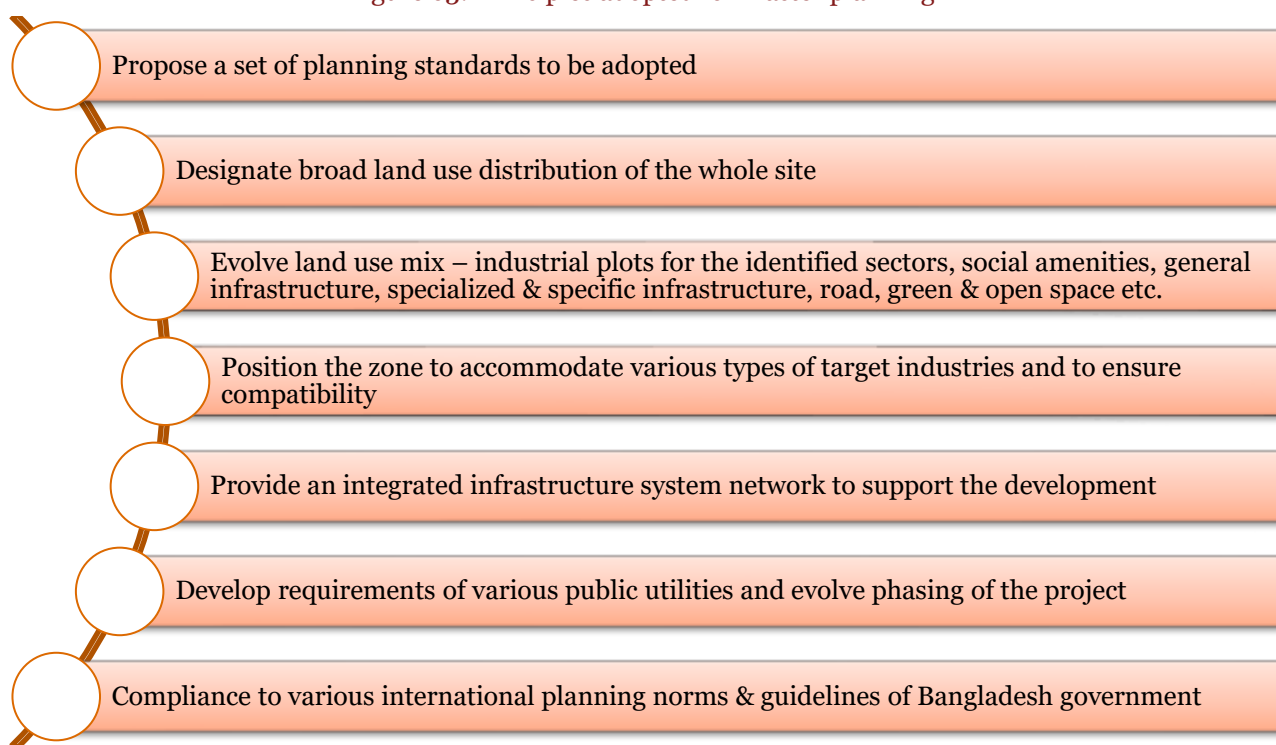 Propose a set of planning standards to be adopted
Designate broad land use distribution of the whole site
Evolve land use mix – industrial plots for the identified sectors, social amenities, general
infrastructure, specialized & specific infrastructure, road, green & open space etc.
Position the zone to accommodate various types of target industries and to ensure
compatibility
Provide an integrated infrastructure system network to support the development
Develop requirements of various public utilities and evolve phasing of the project
Compliance to various international planning norms & guidelines of Bangladesh government